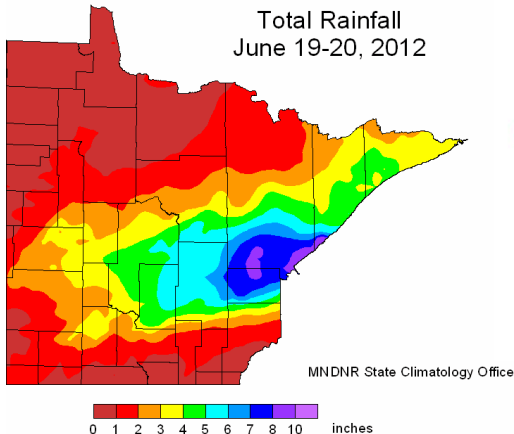 Total Rainfall
June 19-20, 2012
MNDNR State Climatology Office
0 1 2 3 4 5 6 7 8 10 inches